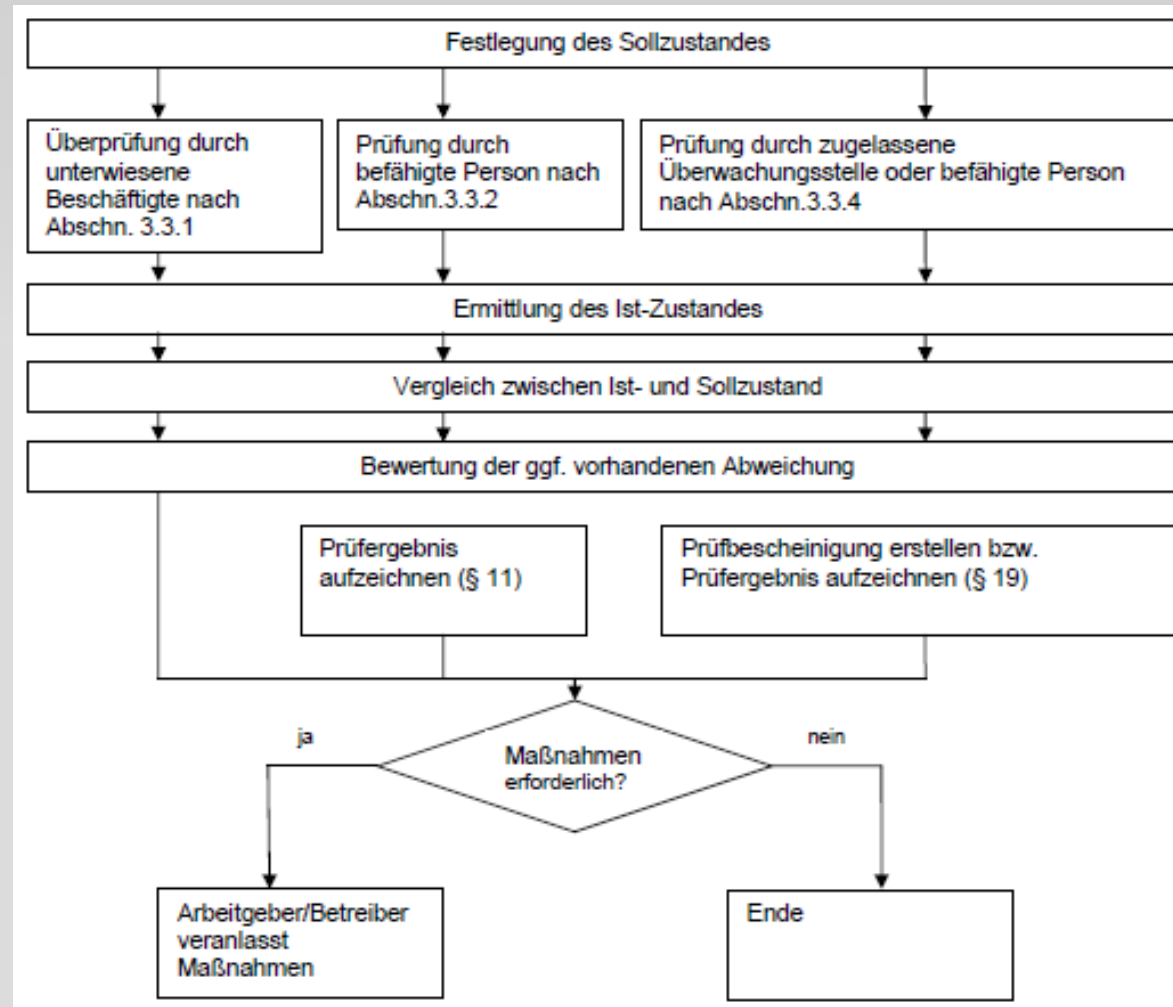 Festlegung des Sollzustandes
Überprüfung durch
unterwiesene
Beschäftigte nach
Abschn. 3.3.1
Prüfung durch
befähigte Person nach
Abschn.3.3.2
Prüfung durch zugelassene
Überwachungsstelle oder befähigte Person
nach Abschn.3.3.4
Ermittlung des Ist-Zustandes
Vergleich zwischen Ist- und Sollzustand
Bewertung der ggf. vorhandenen Abweichung
Prüfergebnis
aufzeichnen (§ 11)
Prüfbescheinigung erstellen bzw.
Prüfergebnis aufzeichnen (§ 19)
ja
nein
Maßnahmen
erforderlich?
Arbeitgeber/Betreiber
veranlasst
Maßnahmen
Ende